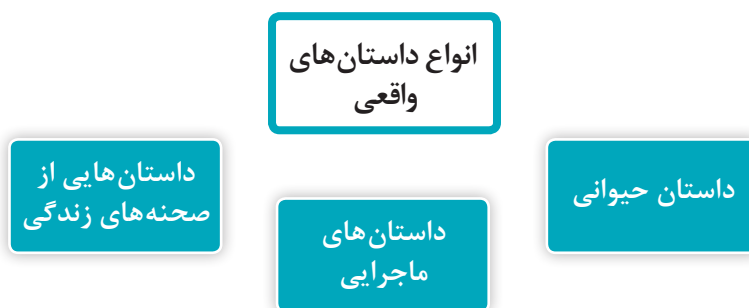 انواع داستان‌های
واقعی
داستان حیوانی
داستان‌های
ماجرایی
داستان‌هایی از
صحنه‌های زندگی